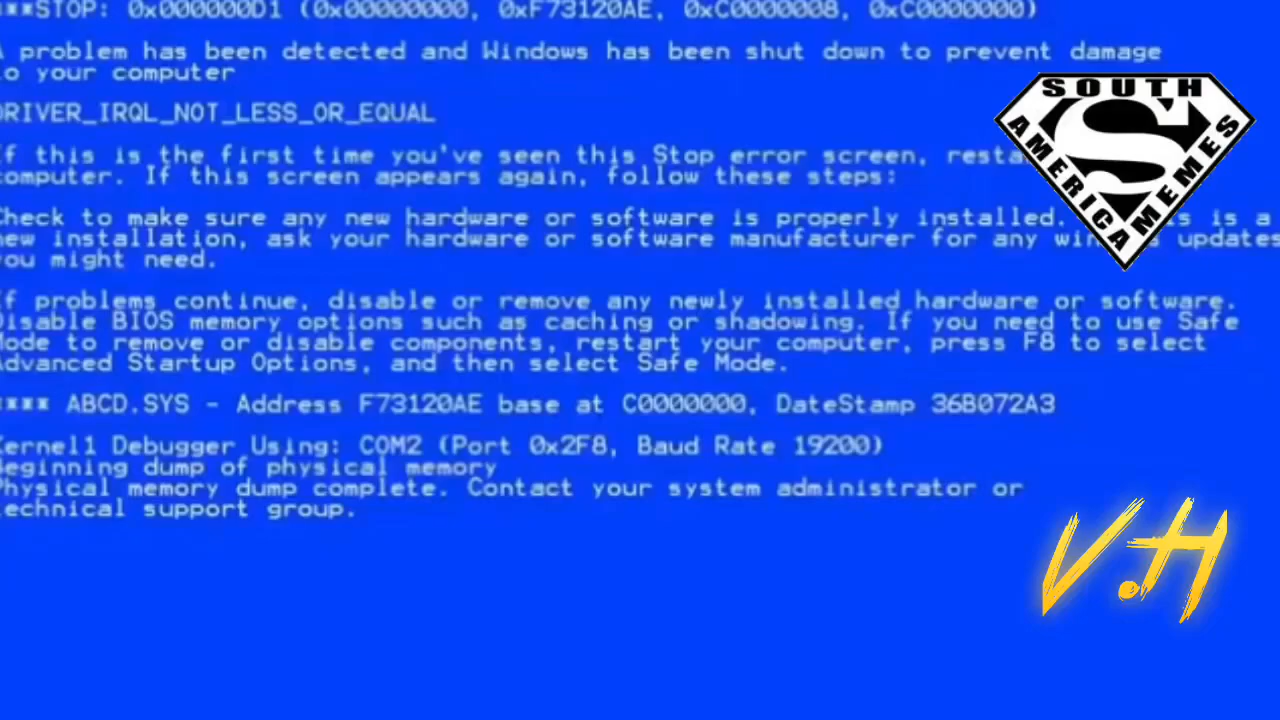 **STOP: 0x000000D1 (0x00000000, 0xF73120AE, 0xC0000008, 0xC0000000)
A problem has been detected and Windows has been shut down to prevent damage
to your computer
DRIVER_IRQL_NOT_LESS_OR_EQUAL
If this is the first time you've seen this Stop error screen, resta
computer. If this screen appears again, follow these steps:
Check to make sure any new hardware or software is properly installed. s is a
new installation, ask your hardware or software manufacturer for any win s updates
you might need.
If problems continue, disable or remove any newly installed hardware or software.
Disable BIOS memory options such as caching or shadowing. If you need to use Safe
Mode to remove or disable components, restart your computer, press F8 to select
Advanced Startup Options, and then select Safe Mode.
**** ABCD.SYS - Address F73120AE base at C0000000, DateStamp 36B072A3
Kernel1 Debugger Using: COM2 (Port 0x2F8, Baud Rate 19200)
Beginning dump of physical memory
Physical memory dump complete. Contact your system administrator or
technical support group.
SOUTH
AMERICA
MEMES
S
V.H